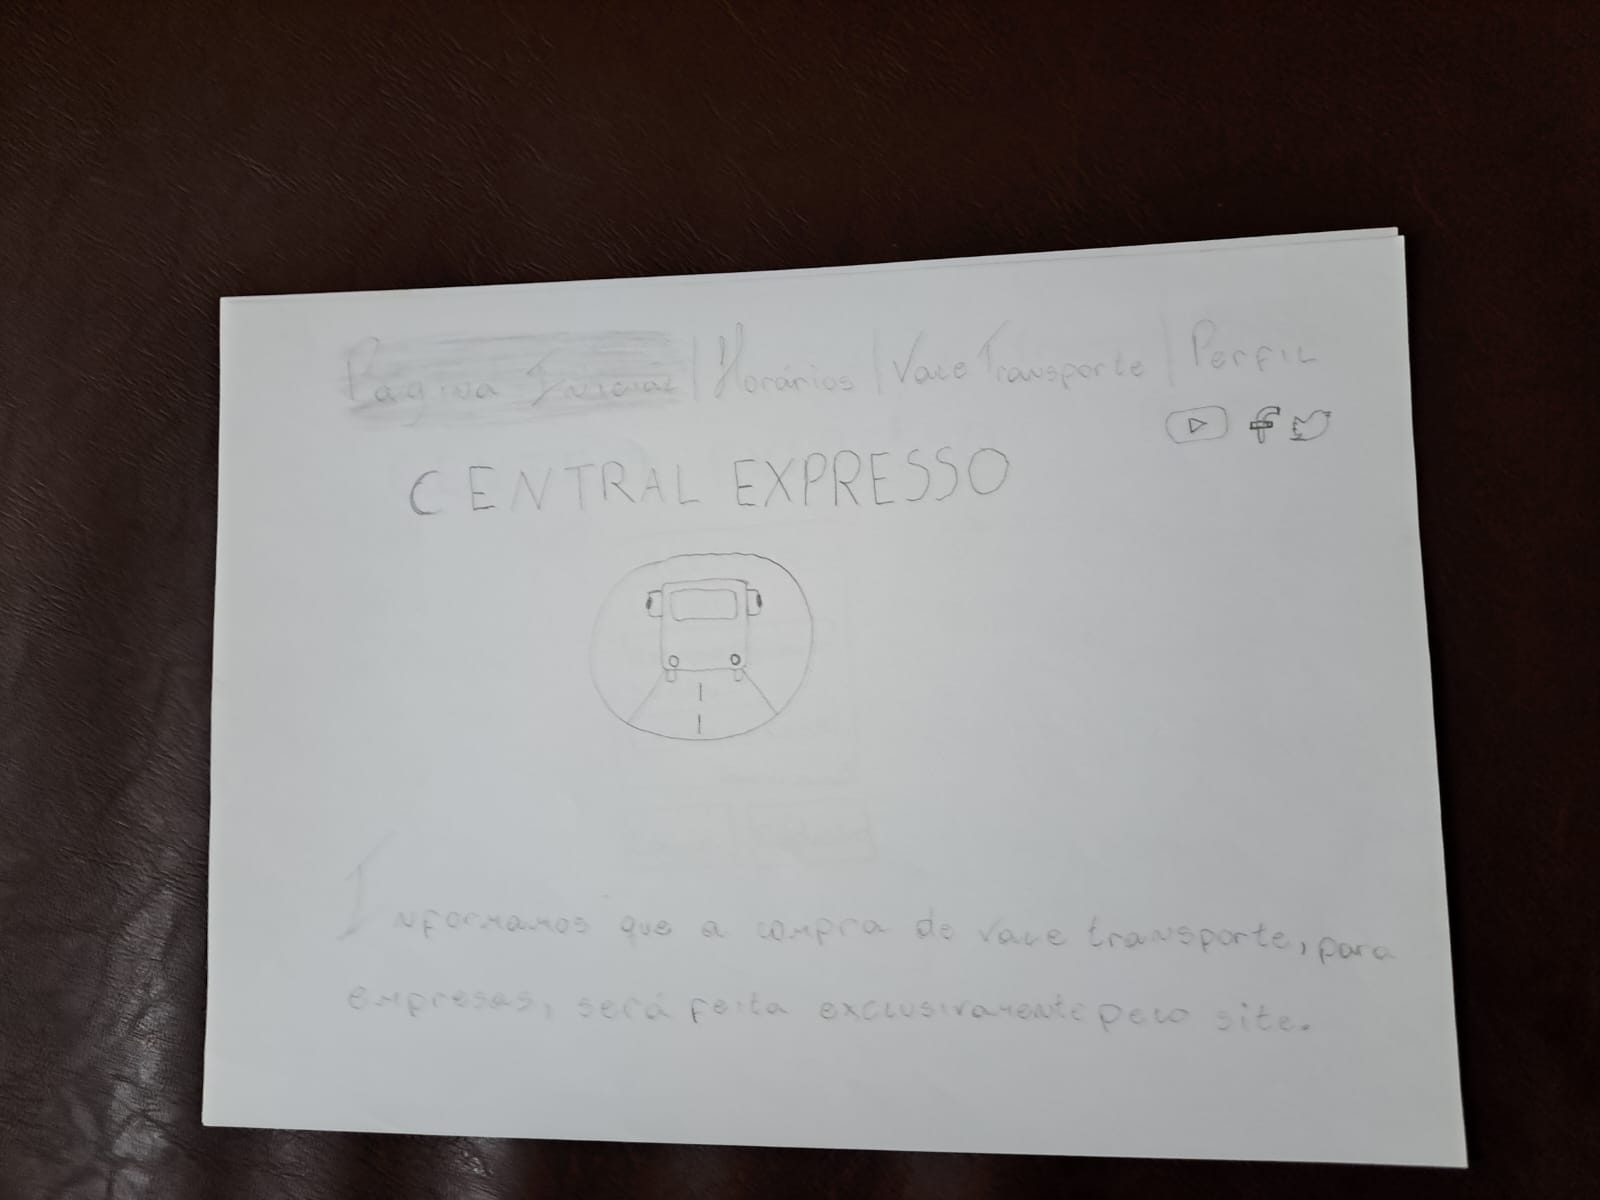 Página Inicial | Horários | Vale Transporte | Perfil
CENTRAL EXPRESSO
Informamos que a compra de vale transporte, para
empresas, será feita exclusivamente pelo site.